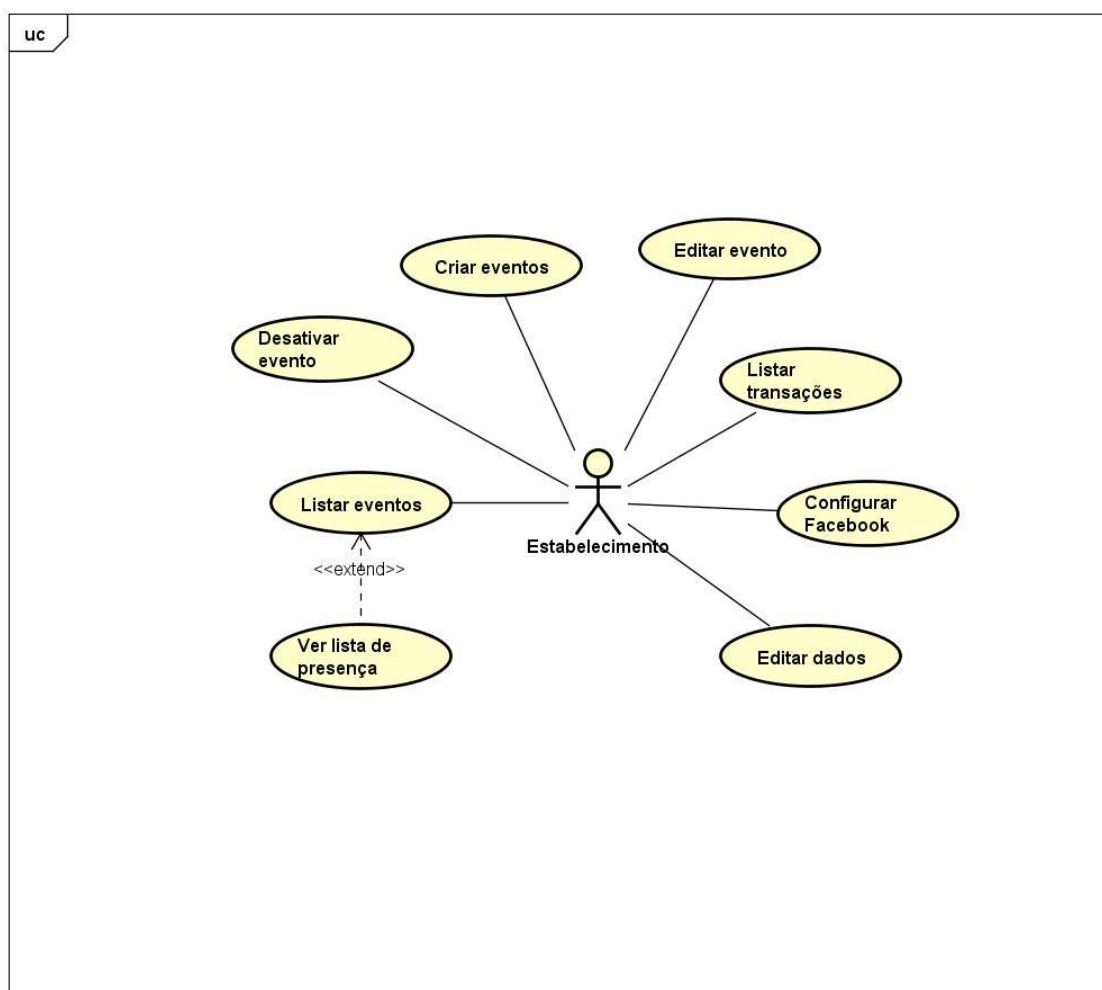 uc
Criar eventos
Editar evento
Desativar
evento
Listar
transações
Listar eventos
Configurar
Facebook
Estabelecimento
<<extend>>
Ver lista de
presença
Editar dados